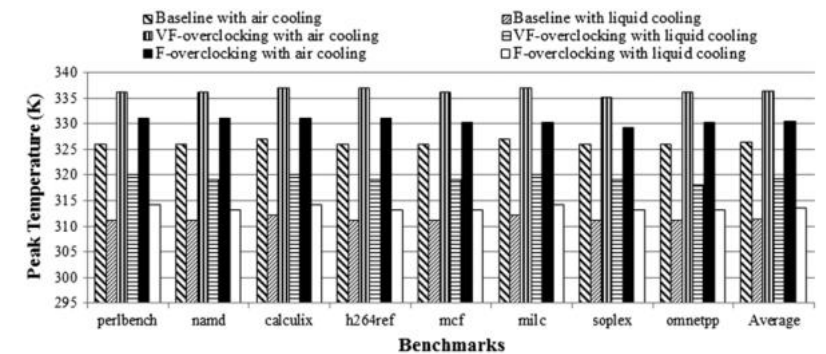 Baseline with air cooling Baseline with liquid cooling
VF-overclocking with air cooling VF-overclocking with liquid cooling
F-overclocking with air cooling F-overclocking with liquid cooling
340
335
330
325
320
315
310
305
300
295
Peak Temperature (K)
perlbench namd calculix h264ref mcf milc soplex omnetpp Average
Benchmarks